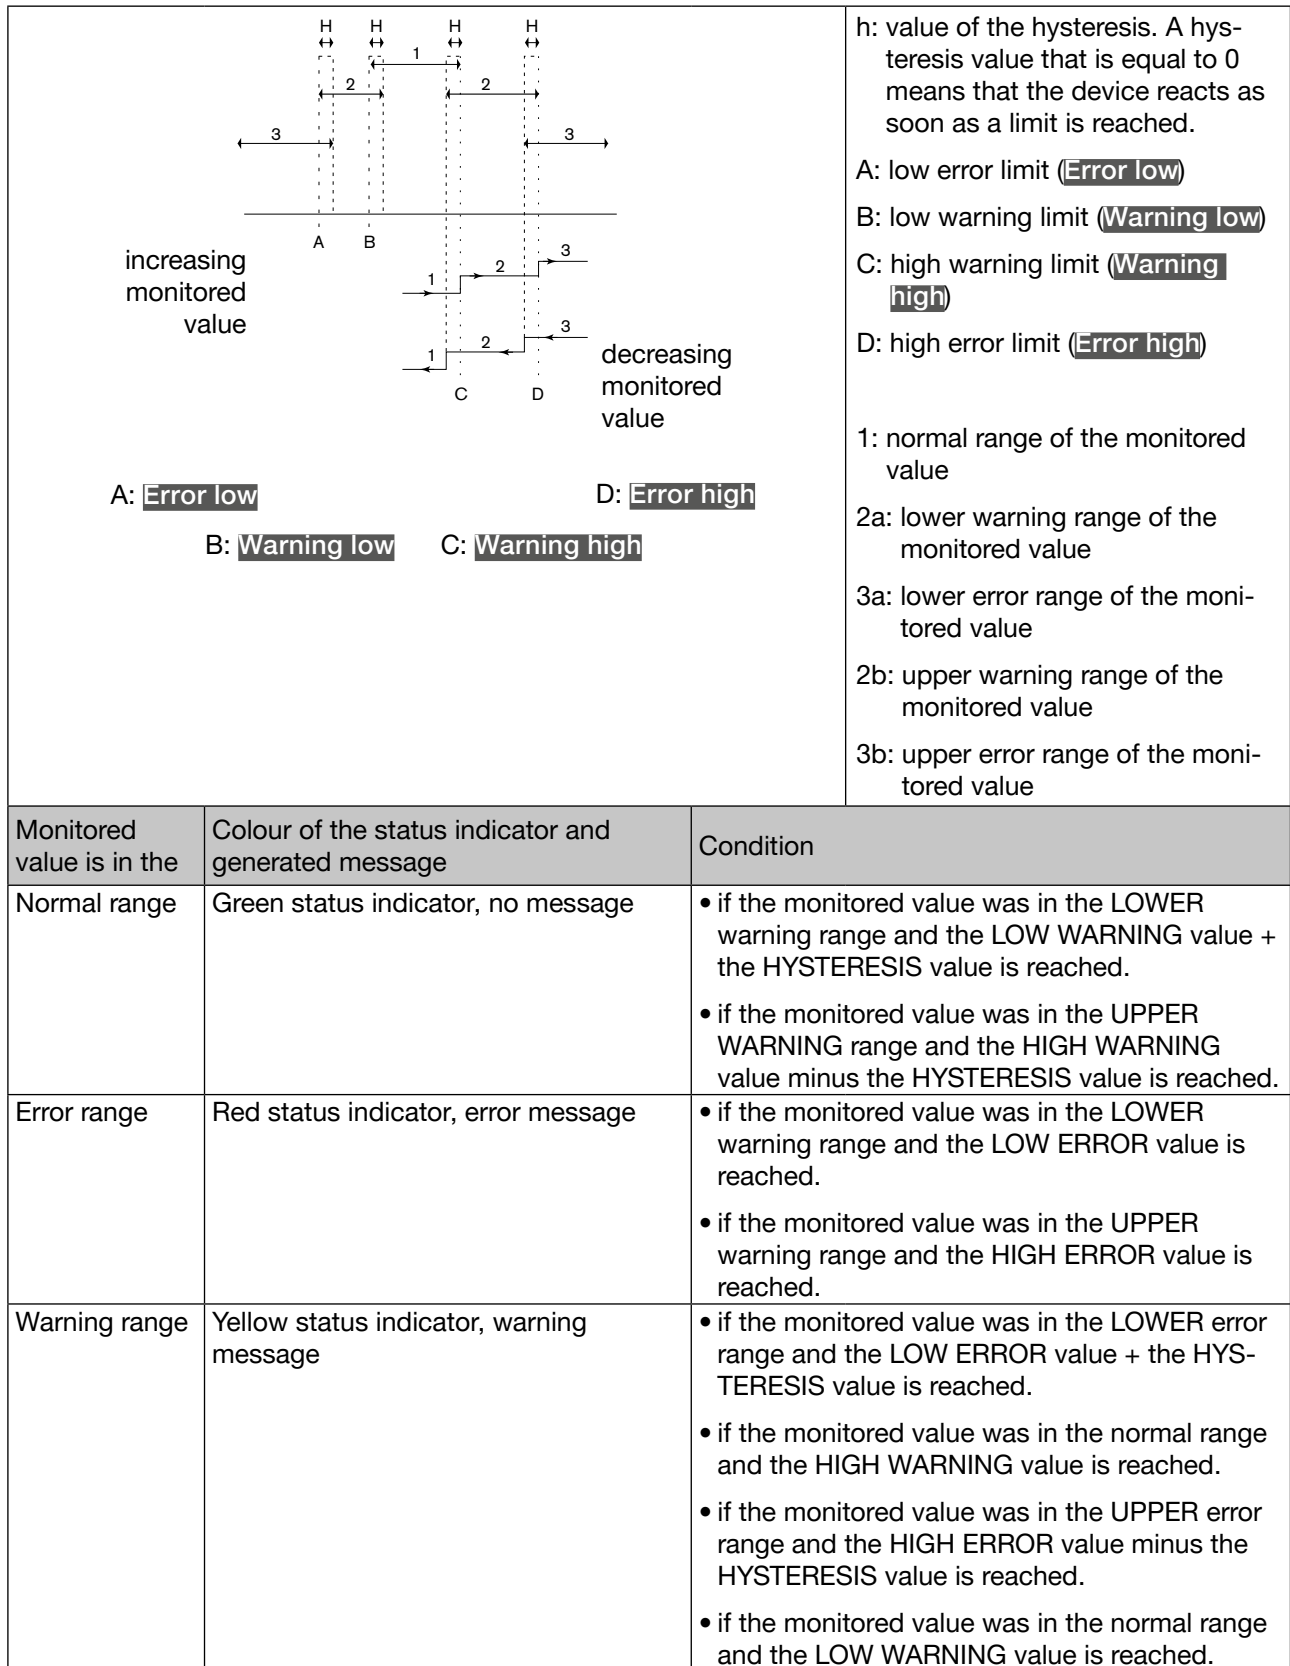 H H H H
1
2 2
3 3
A B
increasing
monitored
value
1 2 3
1 2 3
decreasing
monitored
value
C D
A: Error low
D: Error high
B: Warning low
C: Warning high
h: value of the hysteresis. A hys-
teresis value that is equal to 0
means that the device reacts as
soon as a limit is reached.
A: low error limit (Error low)
B: low warning limit (Warning low)
C: high warning limit (Warning
high)
D: high error limit (Error high)
1: normal range of the monitored
value
2a: lower warning range of the
monitored value
3a: lower error range of the moni-
tored value
2b: upper warning range of the
monitored value
3b: upper error range of the moni-
tored value
Monitored
value is in the
Colour of the status indicator and
generated message
Condition
Normal range
Green status indicator, no message
• if the monitored value was in the LOWER
warning range and the LOW WARNING value +
the HYSTERESIS value is reached.
• if the monitored value was in the UPPER
WARNING range and the HIGH WARNING
value minus the HYSTERESIS value is reached.
Error range
Red status indicator, error message
• if the monitored value was in the LOWER
warning range and the LOW ERROR value is
reached.
• if the monitored value was in the UPPER
warning range and the HIGH ERROR value is
reached.
Warning range
Yellow status indicator, warning
message
• if the monitored value was in the LOWER error
range and the LOW ERROR value + the HYS-
TERESIS value is reached.
• if the monitored value was in the normal range
and the HIGH WARNING value is reached.
• if the monitored value was in the UPPER error
range and the HIGH ERROR value minus the
HYSTERESIS value is reached.
• if the monitored value was in the normal range
and the LOW WARNING value is reached.